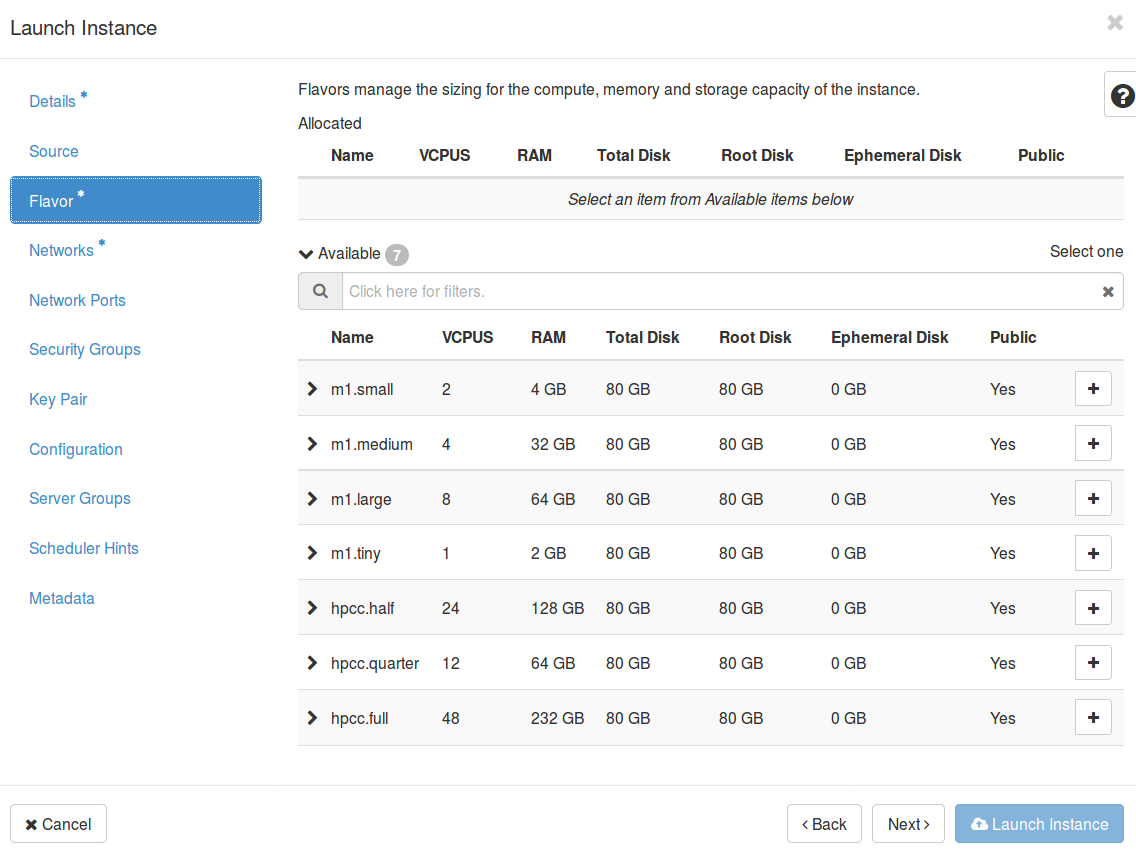 Launch Instance
Details *
Source
Flavor *
Networks *
Network Ports
Security Groups
Key Pair
Configuration
Server Groups
Scheduler Hints
Metadata
Flavors manage the sizing for the compute, memory and storage capacity of the instance.
?
Allocated
Name VCPUS RAM Total Disk Root Disk Ephemeral Disk Public
Select an item from Available items below
Available 7 Select one
Click here for filters.
Name VCPUS RAM Total Disk Root Disk Ephemeral Disk Public
m1.small 2 4 GB 80 GB 80 GB 0 GB Yes
m1.medium 4 32 GB 80 GB 80 GB 0 GB Yes
m1.large 8 64 GB 80 GB 80 GB 0 GB Yes
m1.tiny 1 2 GB 80 GB 80 GB 0 GB Yes
hpcc.half 24 128 GB 80 GB 80 GB 0 GB Yes
hpcc.quarter 12 64 GB 80 GB 80 GB 0 GB Yes
hpcc.full 48 232 GB 80 GB 80 GB 0 GB Yes
Cancel < Back Next > Launch Instance